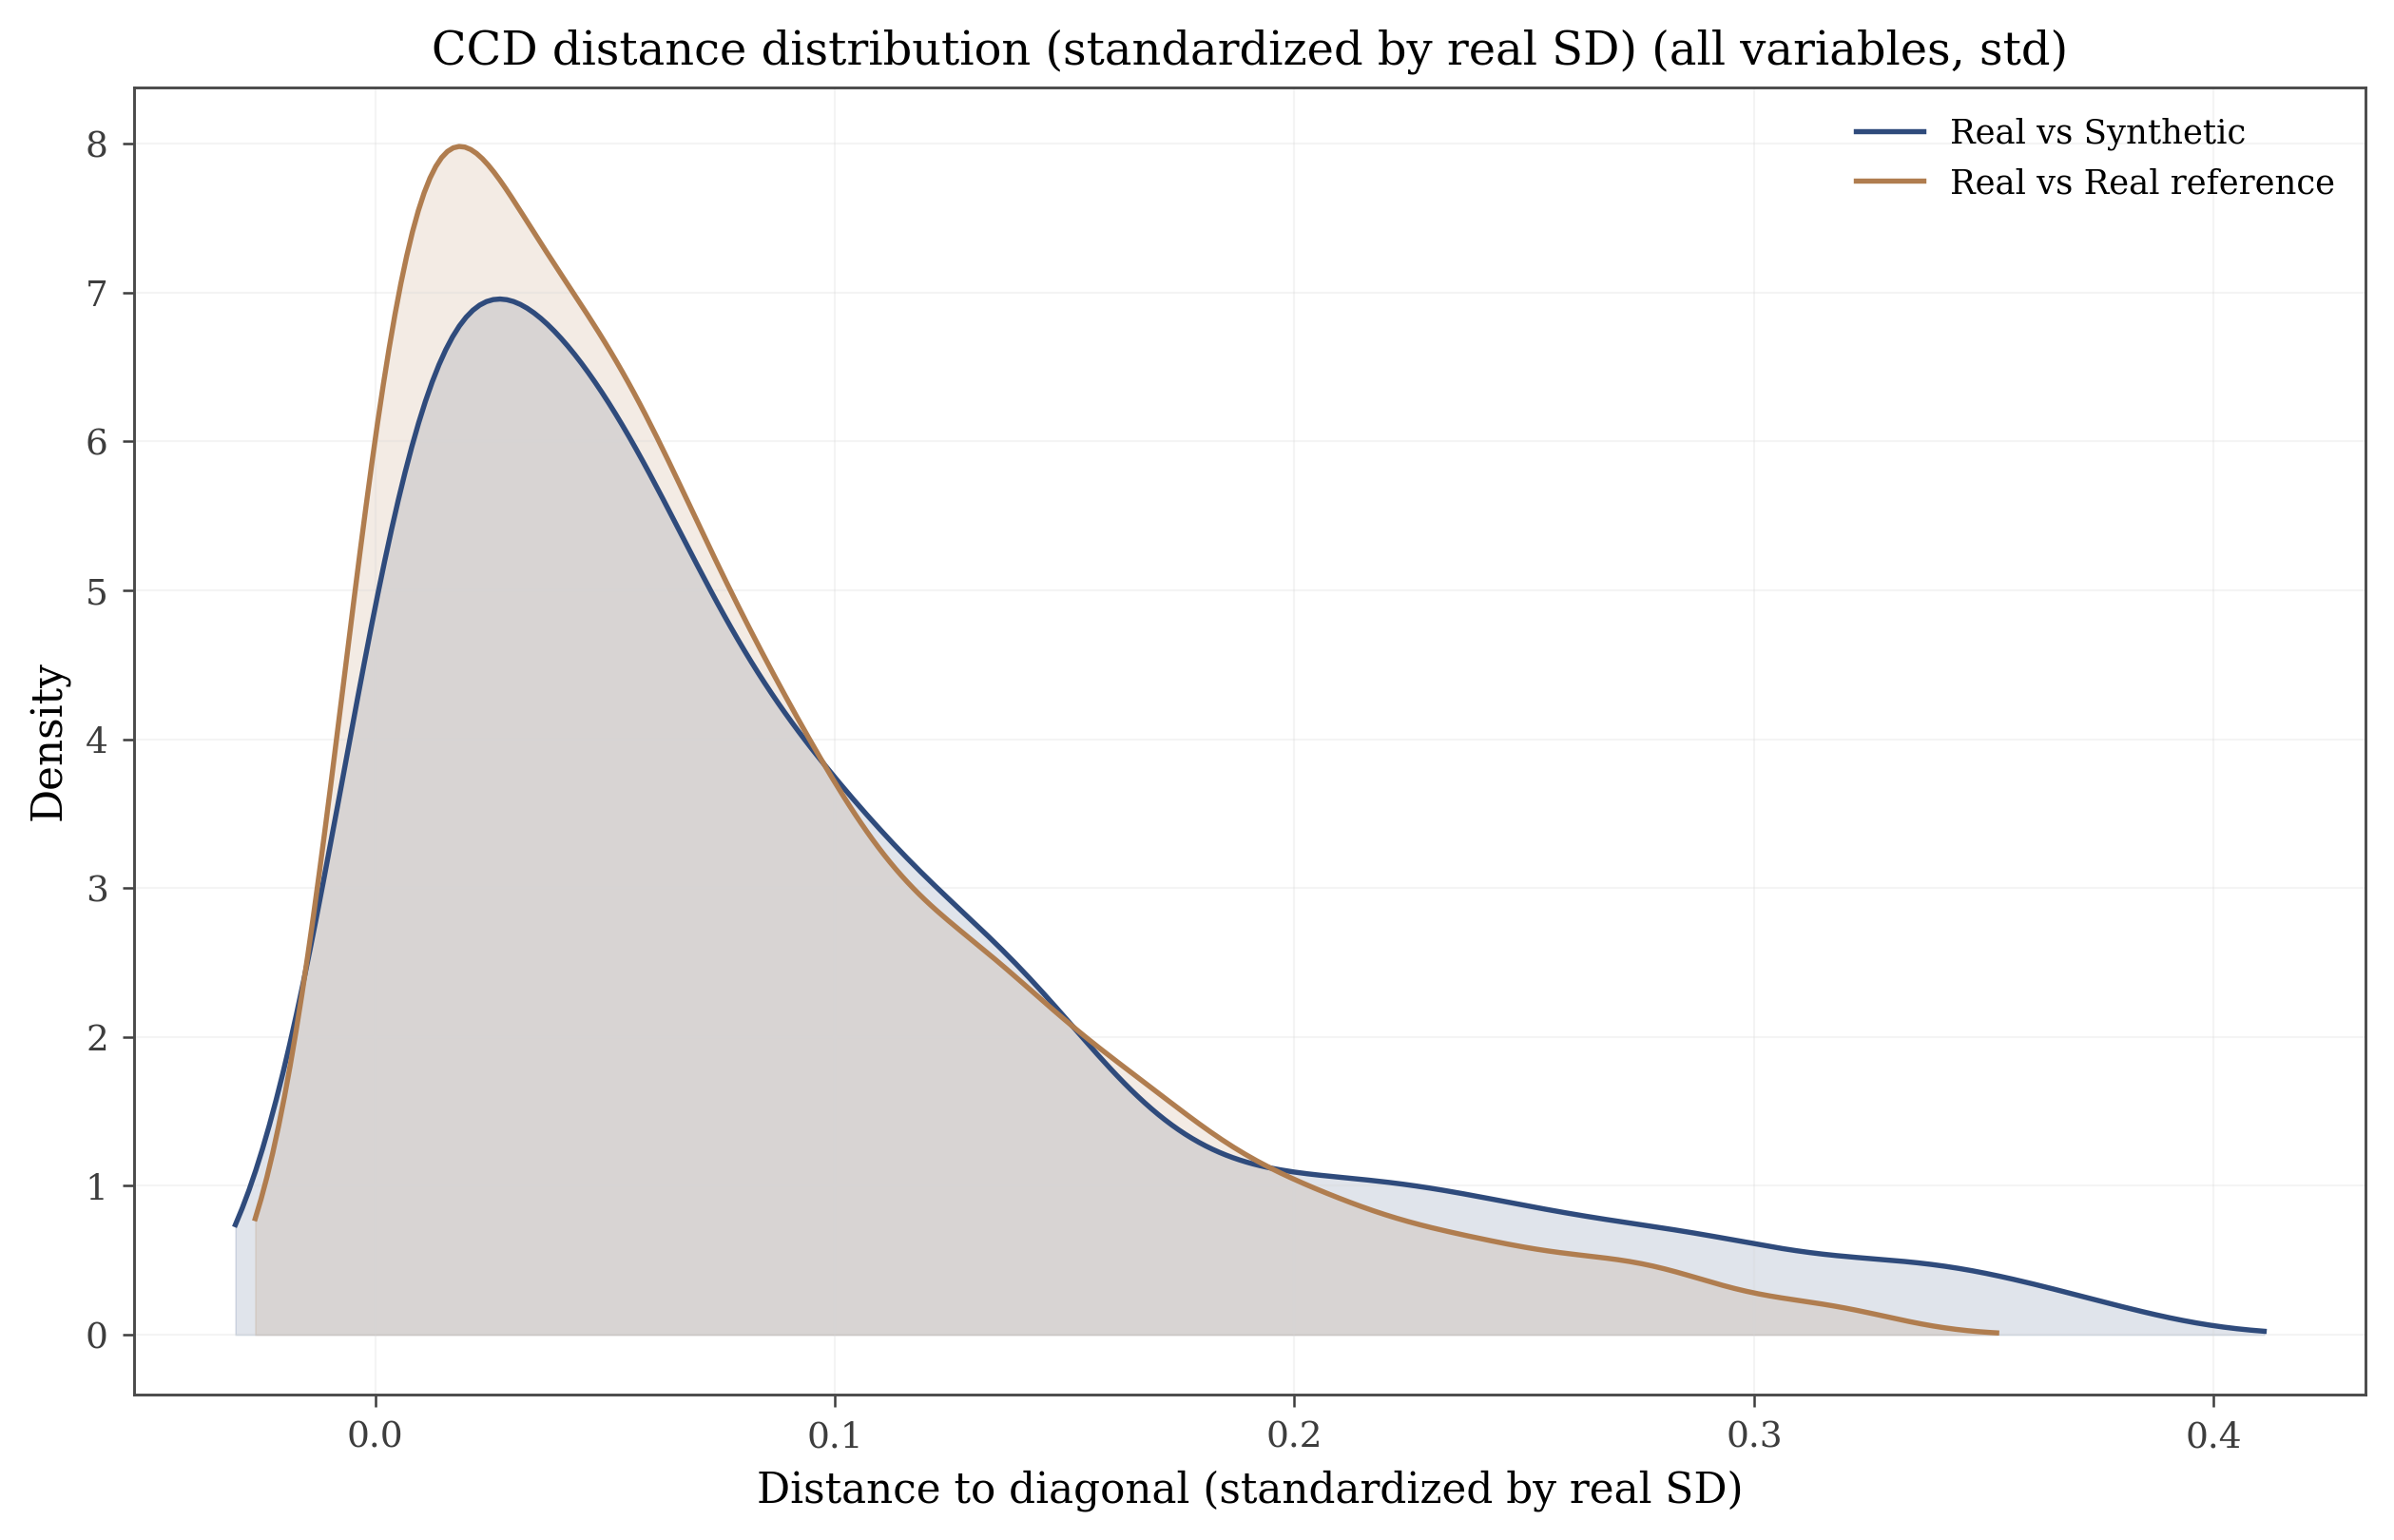 CCD distance distribution (standardized by real SD) (all variables, std)
Real vs Synthetic
Real vs Real reference
8
7
6
5
4
3
2
1
0
Density
0.0 0.1 0.2 0.3 0.4
Distance to diagonal (standardized by real SD)